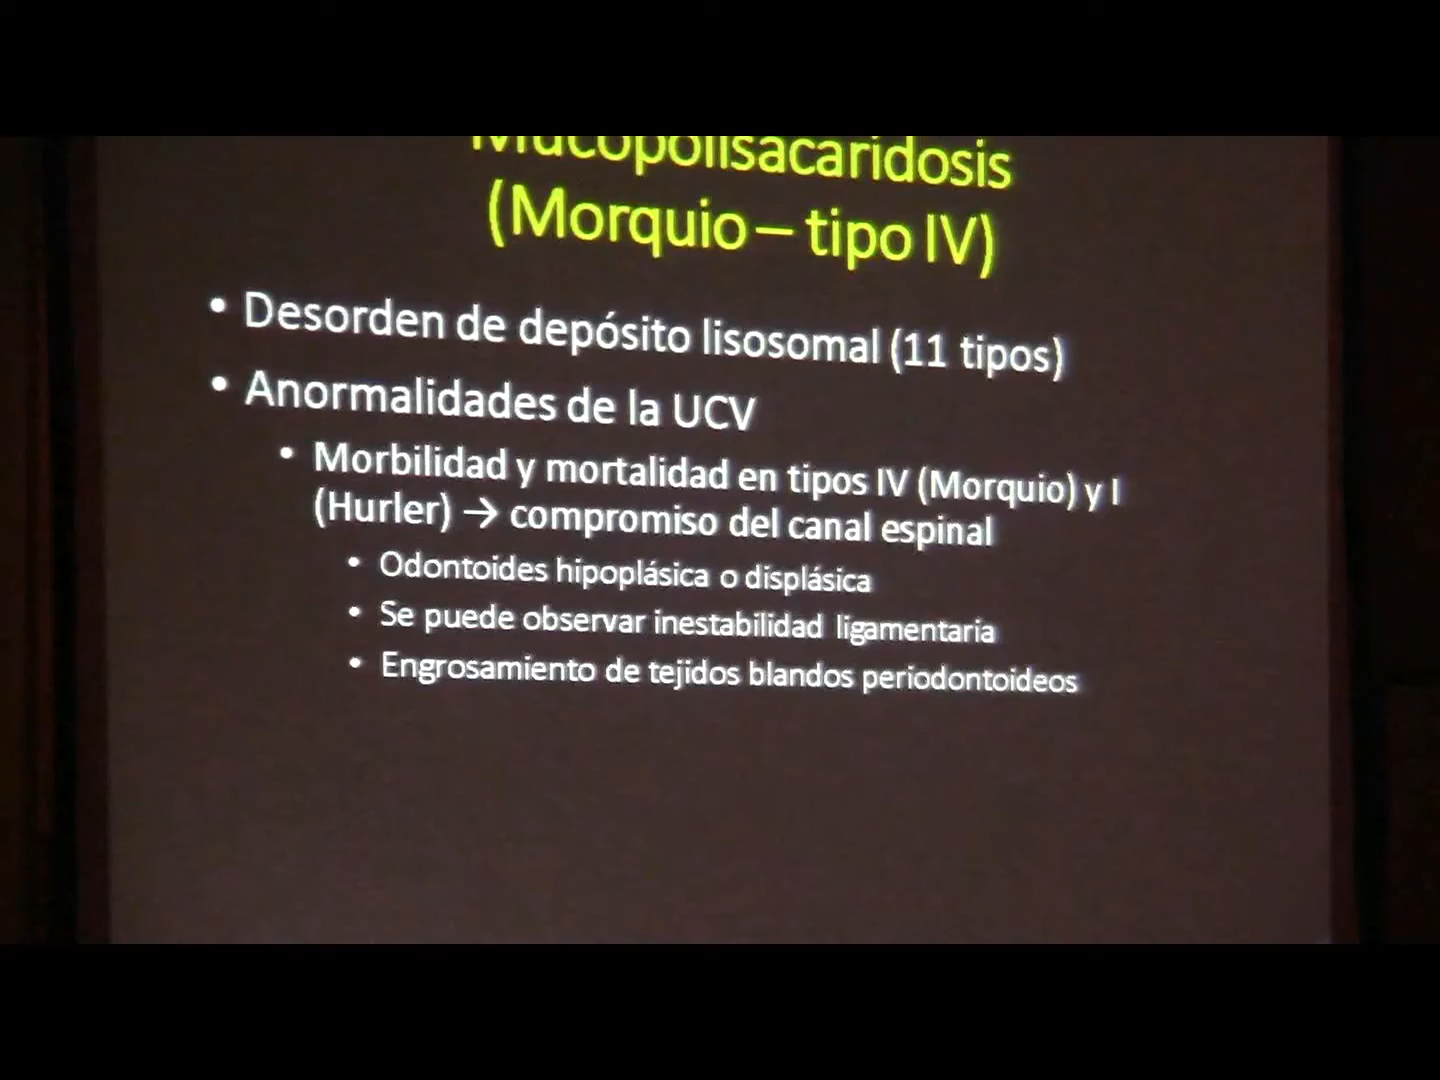 Mucopolisacaridosis
(Morquio – tipo IV)
• Desorden de depósito lisosomal (11 tipos)
• Anormalidades de la UCV
• Morbilidad y mortalidad en tipos IV (Morquio) y I
(Hurler) → compromiso del canal espinal
• Odontoides hipoplásica o displásica
• Se puede observar inestabilidad ligamentaria
• Engrosamiento de tejidos blandos periodontoideos